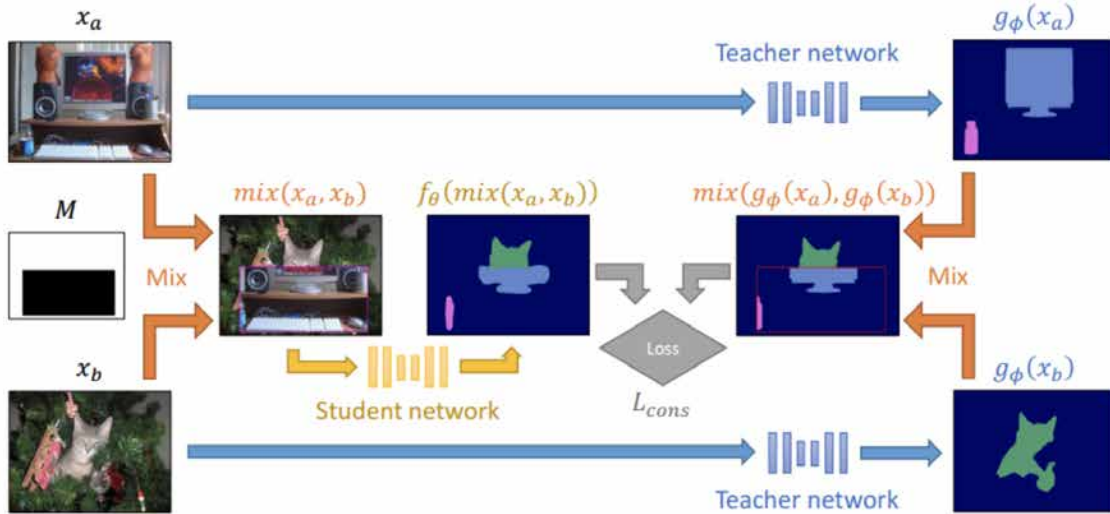 x_a
Teacher network
g_ϕ(x_a)
M
mix(x_a, x_b)
f_θ(mix(x_a, x_b))
mix(g_ϕ(x_a), g_ϕ(x_b))
Mix
Mix
Loss
x_b
Student network
L_cons
g_ϕ(x_b)
Teacher network